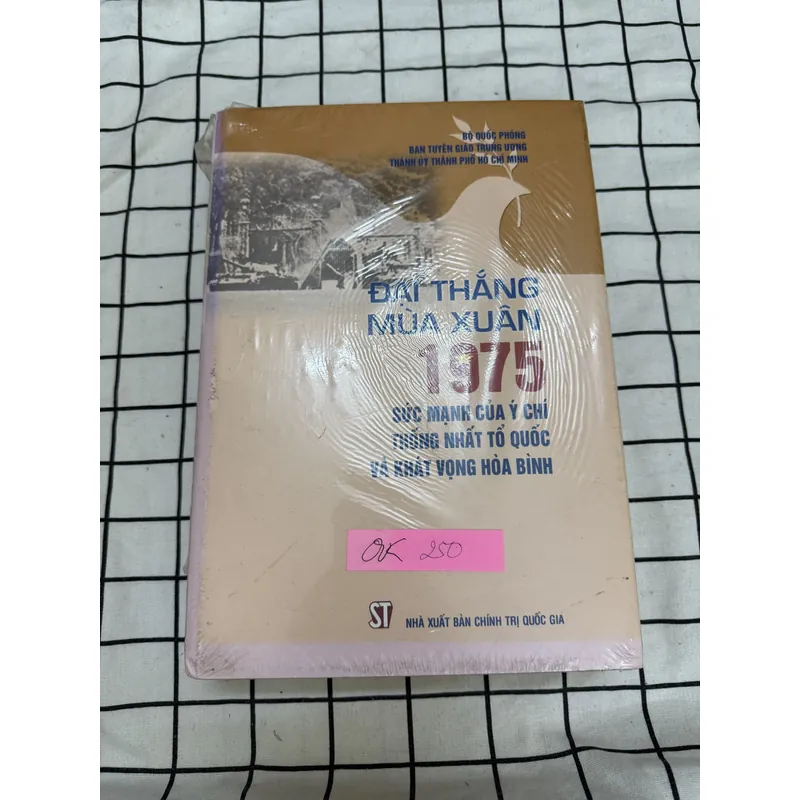 BỘ QUỐC PHÒNG
BAN TUYÊN GIÁO TRUNG ƯƠNG
THÀNH ỦY THÀNH PHỐ HỒ CHÍ MINH
ĐẠI THẮNG
MÙA XUÂN
1975
SỨC MẠNH CỦA Ý CHÍ
THỐNG NHẤT TỔ QUỐC
VÀ KHÁT VỌNG HÒA BÌNH
OK 250
ST NHÀ XUẤT BẢN CHÍNH TRỊ QUỐC GIA